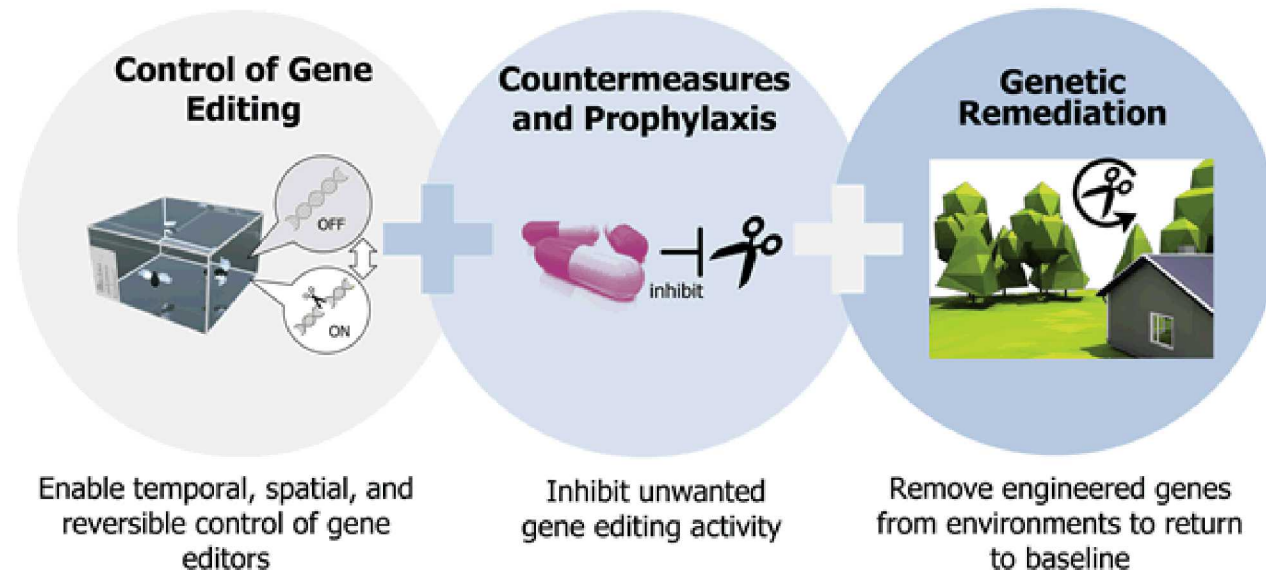 Control of Gene
Editing
OFF
ON
Enable temporal, spatial, and
reversible control of gene
editors
Countermeasures
and Prophylaxis
inhibit
Inhibit unwanted
gene editing activity
Genetic
Remediation
Remove engineered genes
from environments to return
to baseline